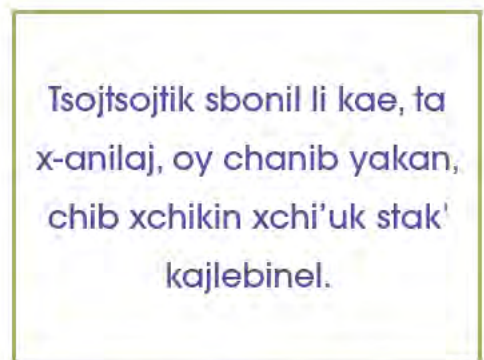 Tsojtsojtik sbonil li kae, ta
x-anilaj, oy chanib yakan,
chib xchikin xchi’uk stak'
kajlebinel.